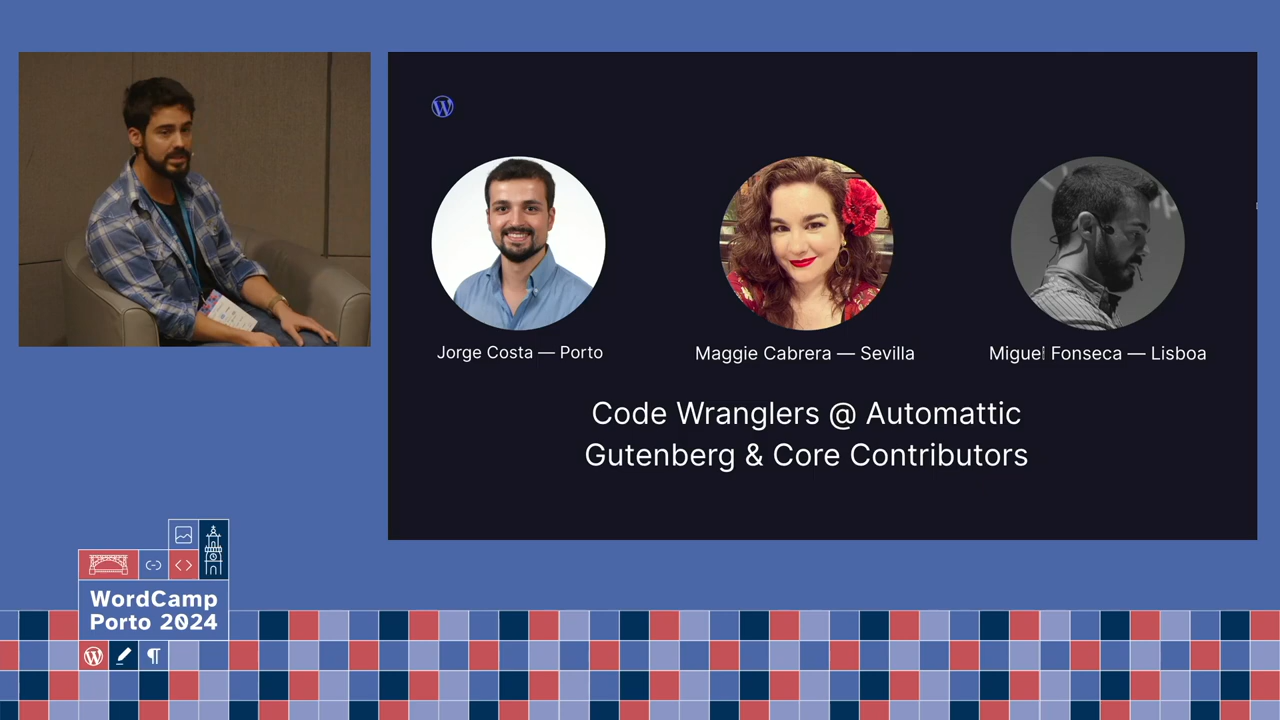 Jorge Costa — Porto
Maggie Cabrera — Sevilla
Miguel Fonseca — Lisboa
Code Wranglers @ Automattic
Gutenberg & Core Contributors
WordCamp
Porto 2024